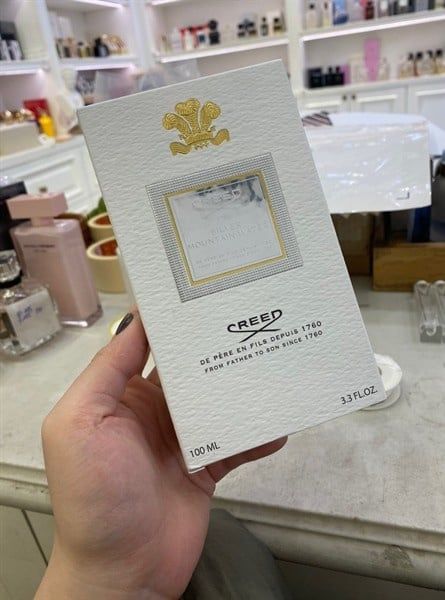 CREED
SILVER
MOUNTAIN WATER
CREED
DE PÈRE EN FILS DEPUIS 1760
FROM FATHER TO SON SINCE 1760
100 ML
3.3 FL.OZ.